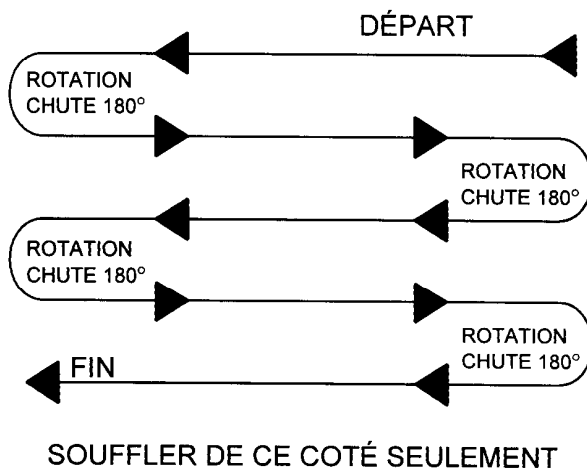 DÉPART
ROTATION
CHUTE 180°
ROTATION
CHUTE 180°
ROTATION
CHUTE 180°
ROTATION
CHUTE 180°
FIN
SOUFFLER DE CE COTÉ SEULEMENT